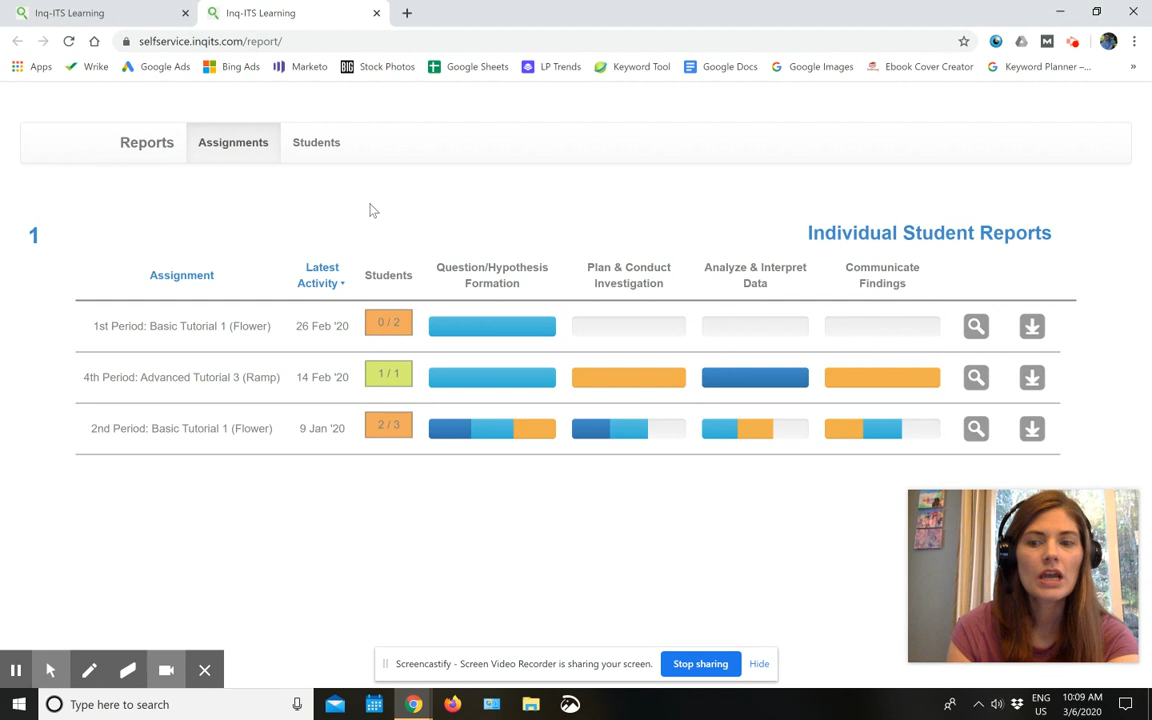 Inq-ITS Learning
Inq-ITS Learning
selfservice.inqits.com/report/
Apps
Wrike
Google Ads
Bing Ads
Marketo
BIG Stock Photos
Google Sheets
LP Trends
Keyword Tool
Google Docs
Google Images
Ebook Cover Creator
Keyword Planner –...
Reports
Assignments
Students
1
Individual Student Reports
Assignment
Latest
Activity
Students
Question/Hypothesis
Formation
Plan & Conduct
Investigation
Analyze & Interpret
Data
Communicate
Findings
1st Period: Basic Tutorial 1 (Flower)
26 Feb '20
0 / 2
4th Period: Advanced Tutorial 3 (Ramp)
14 Feb '20
1 / 1
2nd Period: Basic Tutorial 1 (Flower)
9 Jan '20
2 / 3
Screencastify - Screen Video Recorder is sharing your screen.
Stop sharing
Hide
Type here to search
ENG
US
10:09 AM
3/6/2020